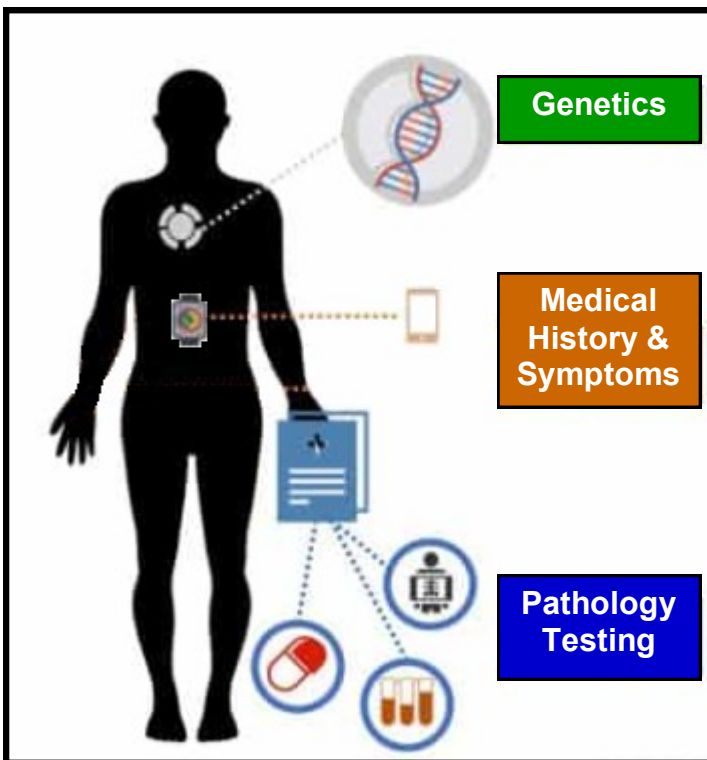 Genetics
Medical
History &
Symptoms
Pathology
Testing